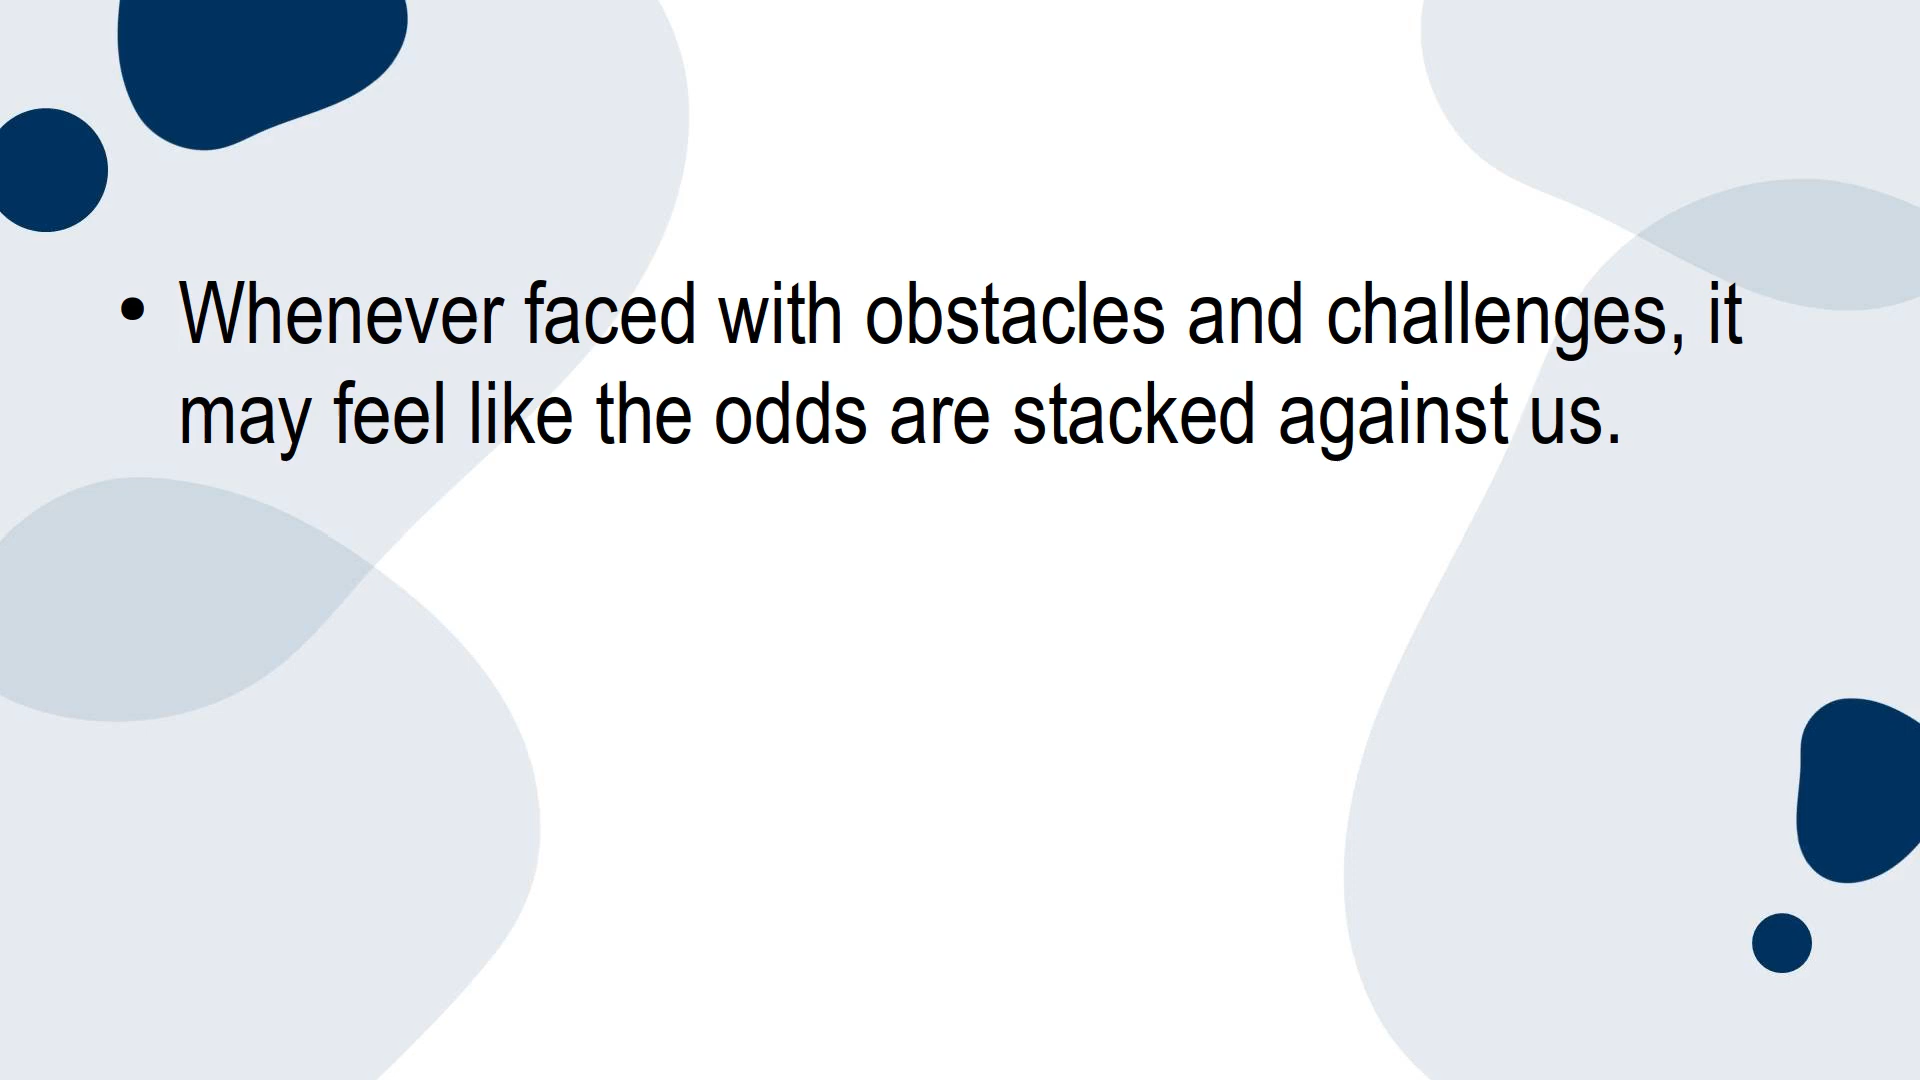 • Whenever faced with obstacles and challenges, it
may feel like the odds are stacked against us.